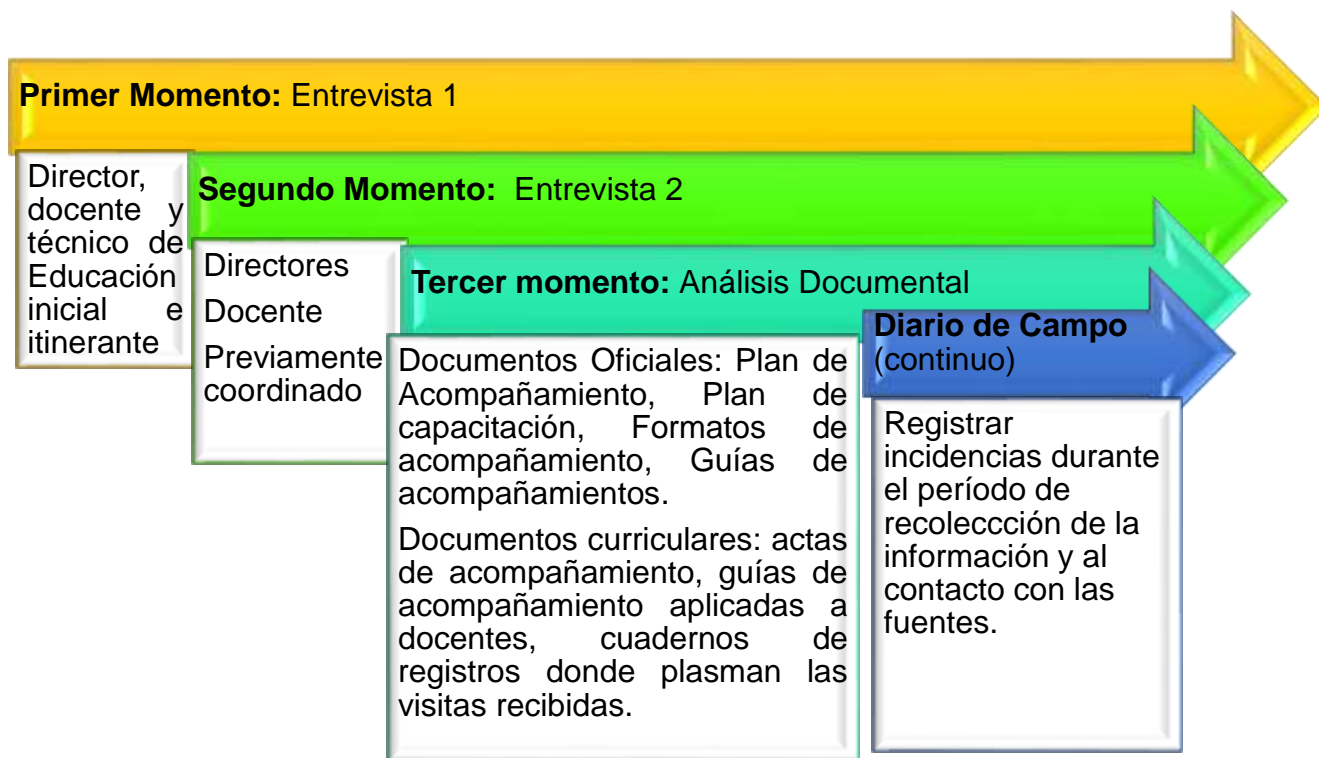 Primer Momento: Entrevista 1
Director,
docente y
técnico de
Educación
inicial e
itinerante
Segundo Momento: Entrevista 2
Directores
Docente
Previamente
coordinado
Tercer momento: Análisis Documental
Documentos Oficiales: Plan de
Acompañamiento, Plan de
capacitación, Formatos de
acompañamiento, Guías de
acompañamientos.
Documentos curriculares: actas
de acompañamiento, guías de
acompañamiento aplicadas a
docentes, cuadernos de
registros donde plasman las
visitas recibidas.
Diario de Campo
(continuo)
Registrar
incidencias durante
el período de
recoleccción de la
información y al
contacto con las
fuentes.